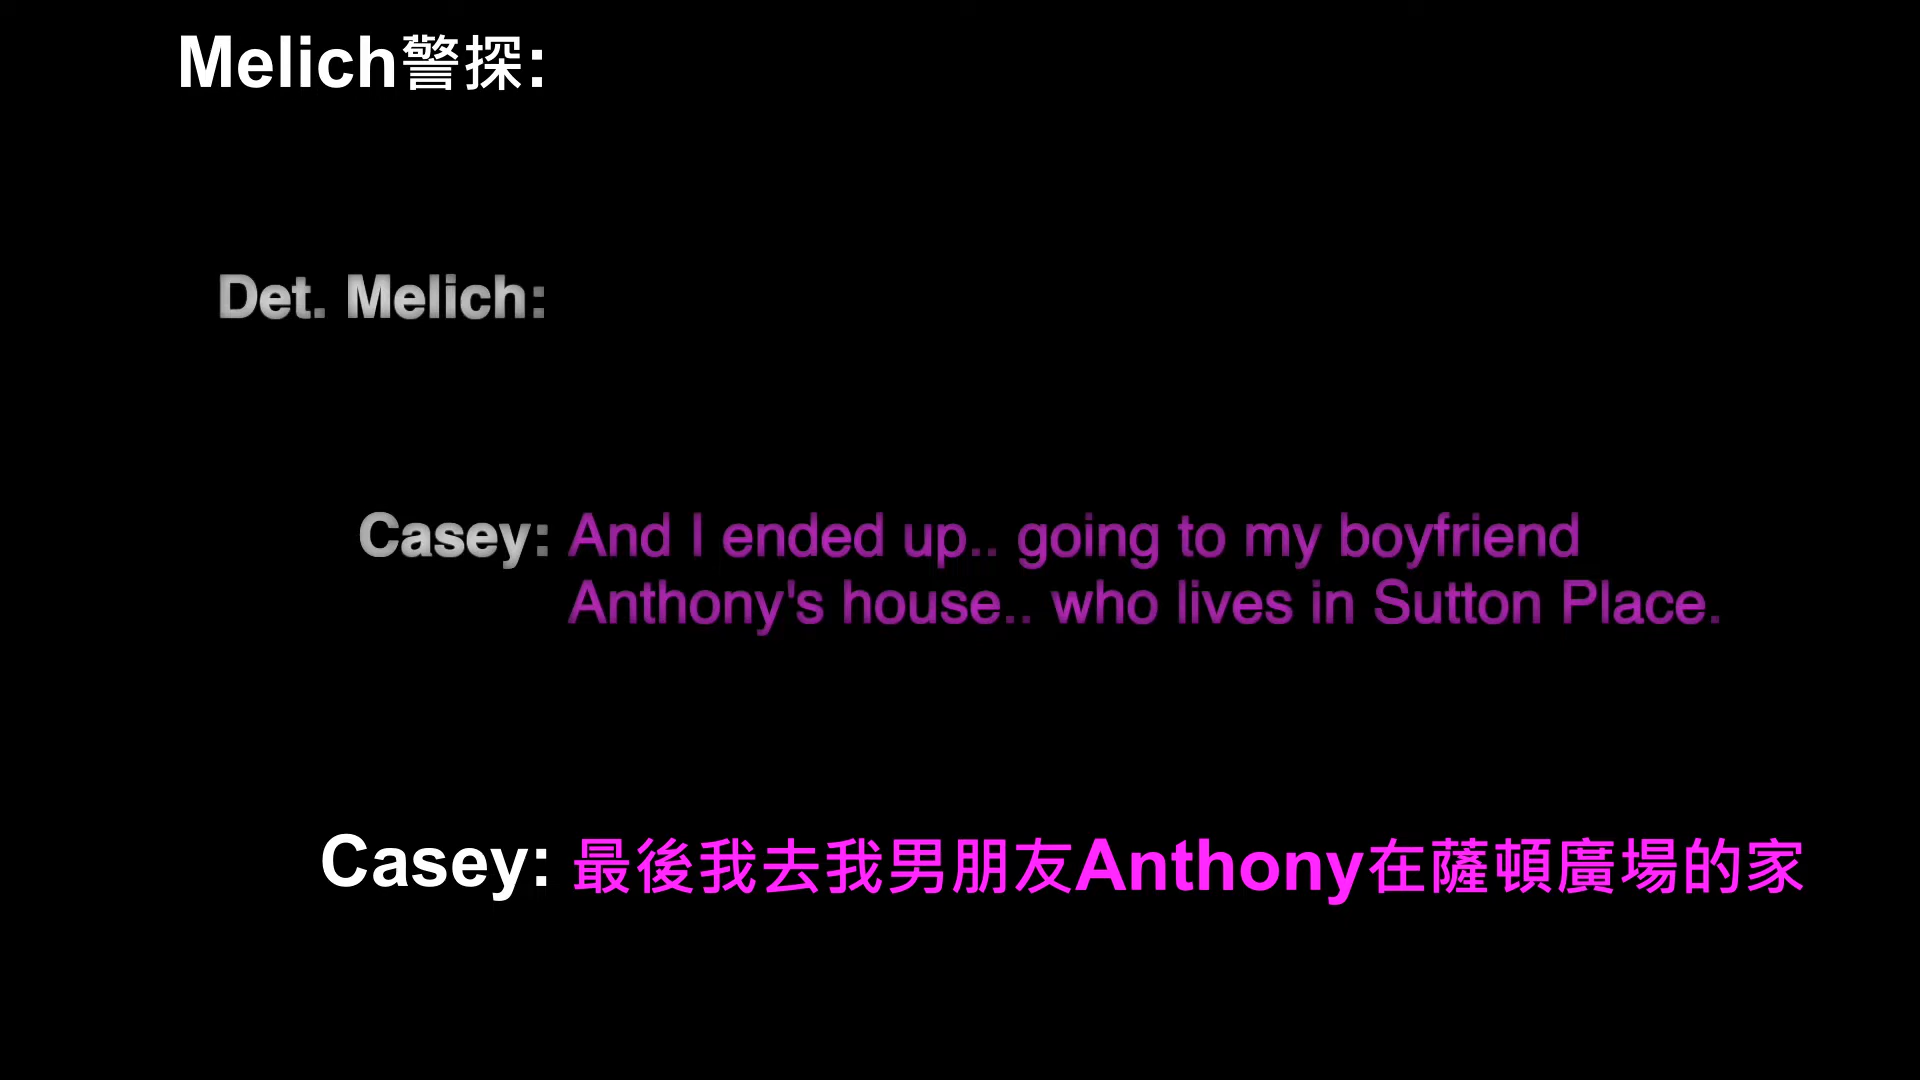 Melich警探:
Det. Melich:
Casey: And I ended up.. going to my boyfriend
Anthony's house.. who lives in Sutton Place.
Casey: 最後我去我男朋友Anthony在薩頓廣場的家